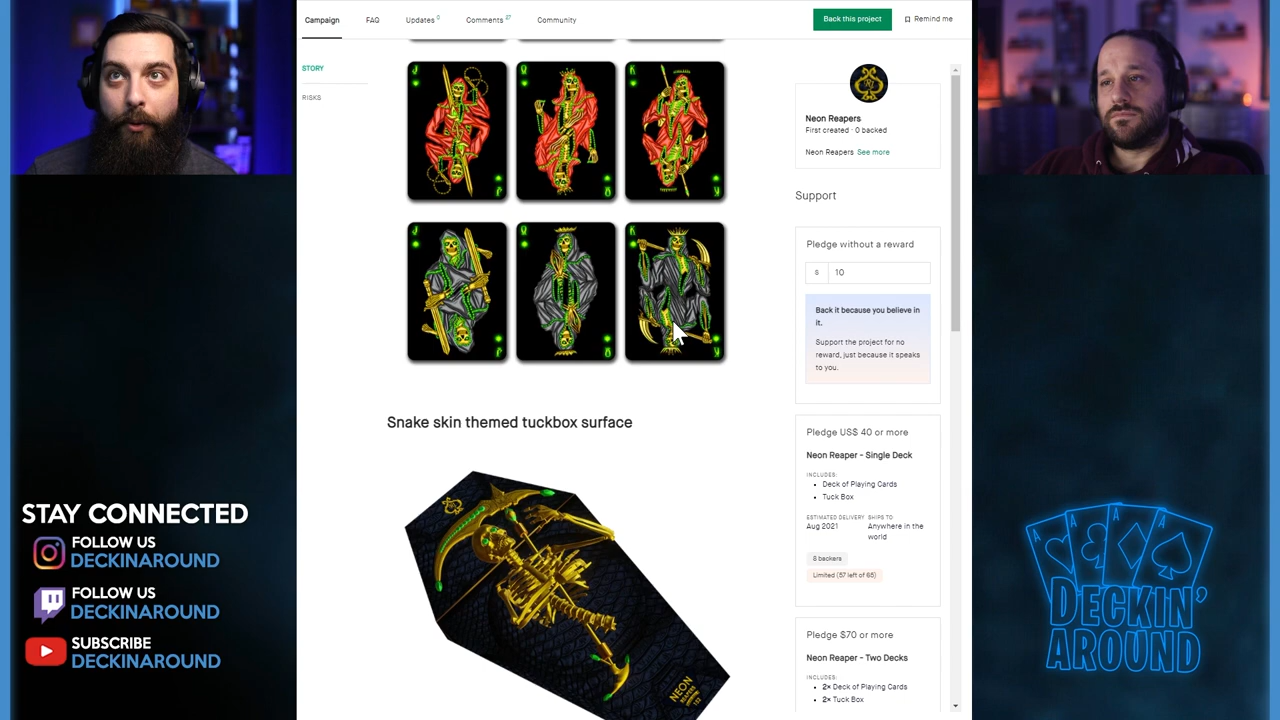 Campaign
FAQ
Updates 0
Comments 27
Community
Back this project
Remind me
STORY
RISKS
J
Q
K
J
Q
K
J
Q
K
J
Q
K
Snake skin themed tuckbox surface
NEON
REAPERS
Neon Reapers
First created · 0 backed
Neon Reapers See more
Support
Pledge without a reward
$ 10
Back it because you believe in
it.
Support the project for no
reward, just because it speaks
to you.
Pledge US$ 40 or more
Neon Reaper - Single Deck
INCLUDES:
• Deck of Playing Cards
• Tuck Box
ESTIMATED DELIVERY SHIPS TO
Aug 2021 Anywhere in the
world
8 backers
Limited (57 left of 65)
Pledge $70 or more
Neon Reaper - Two Decks
INCLUDES:
• 2× Deck of Playing Cards
• 2× Tuck Box
STAY CONNECTED
FOLLOW US
DECKINAROUND
FOLLOW US
DECKINAROUND
SUBSCRIBE
DECKINAROUND
A
A
A
A
DECKIN'
AROUND